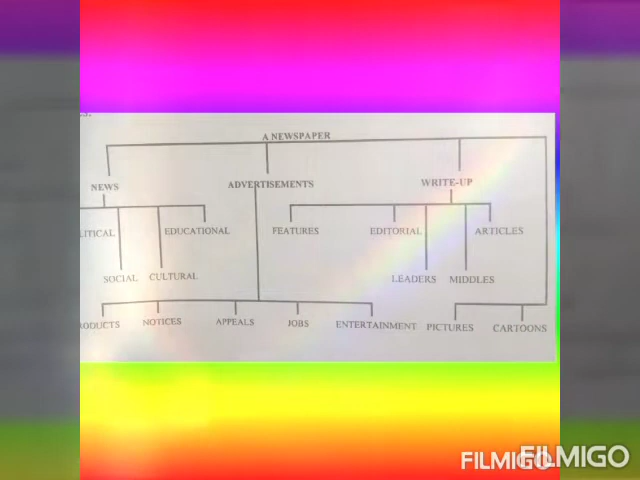 A NEWSPAPER
NEWS ADVERTISEMENTS WRITE-UP
EDUCATIONAL FEATURES EDITORIAL ARTICLES
SOCIAL CULTURAL LEADERS MIDDLES
NOTICES APPEALS JOBS ENTERTAINMENT PICTURES CARTOONS
FILMIGO FILMIGO